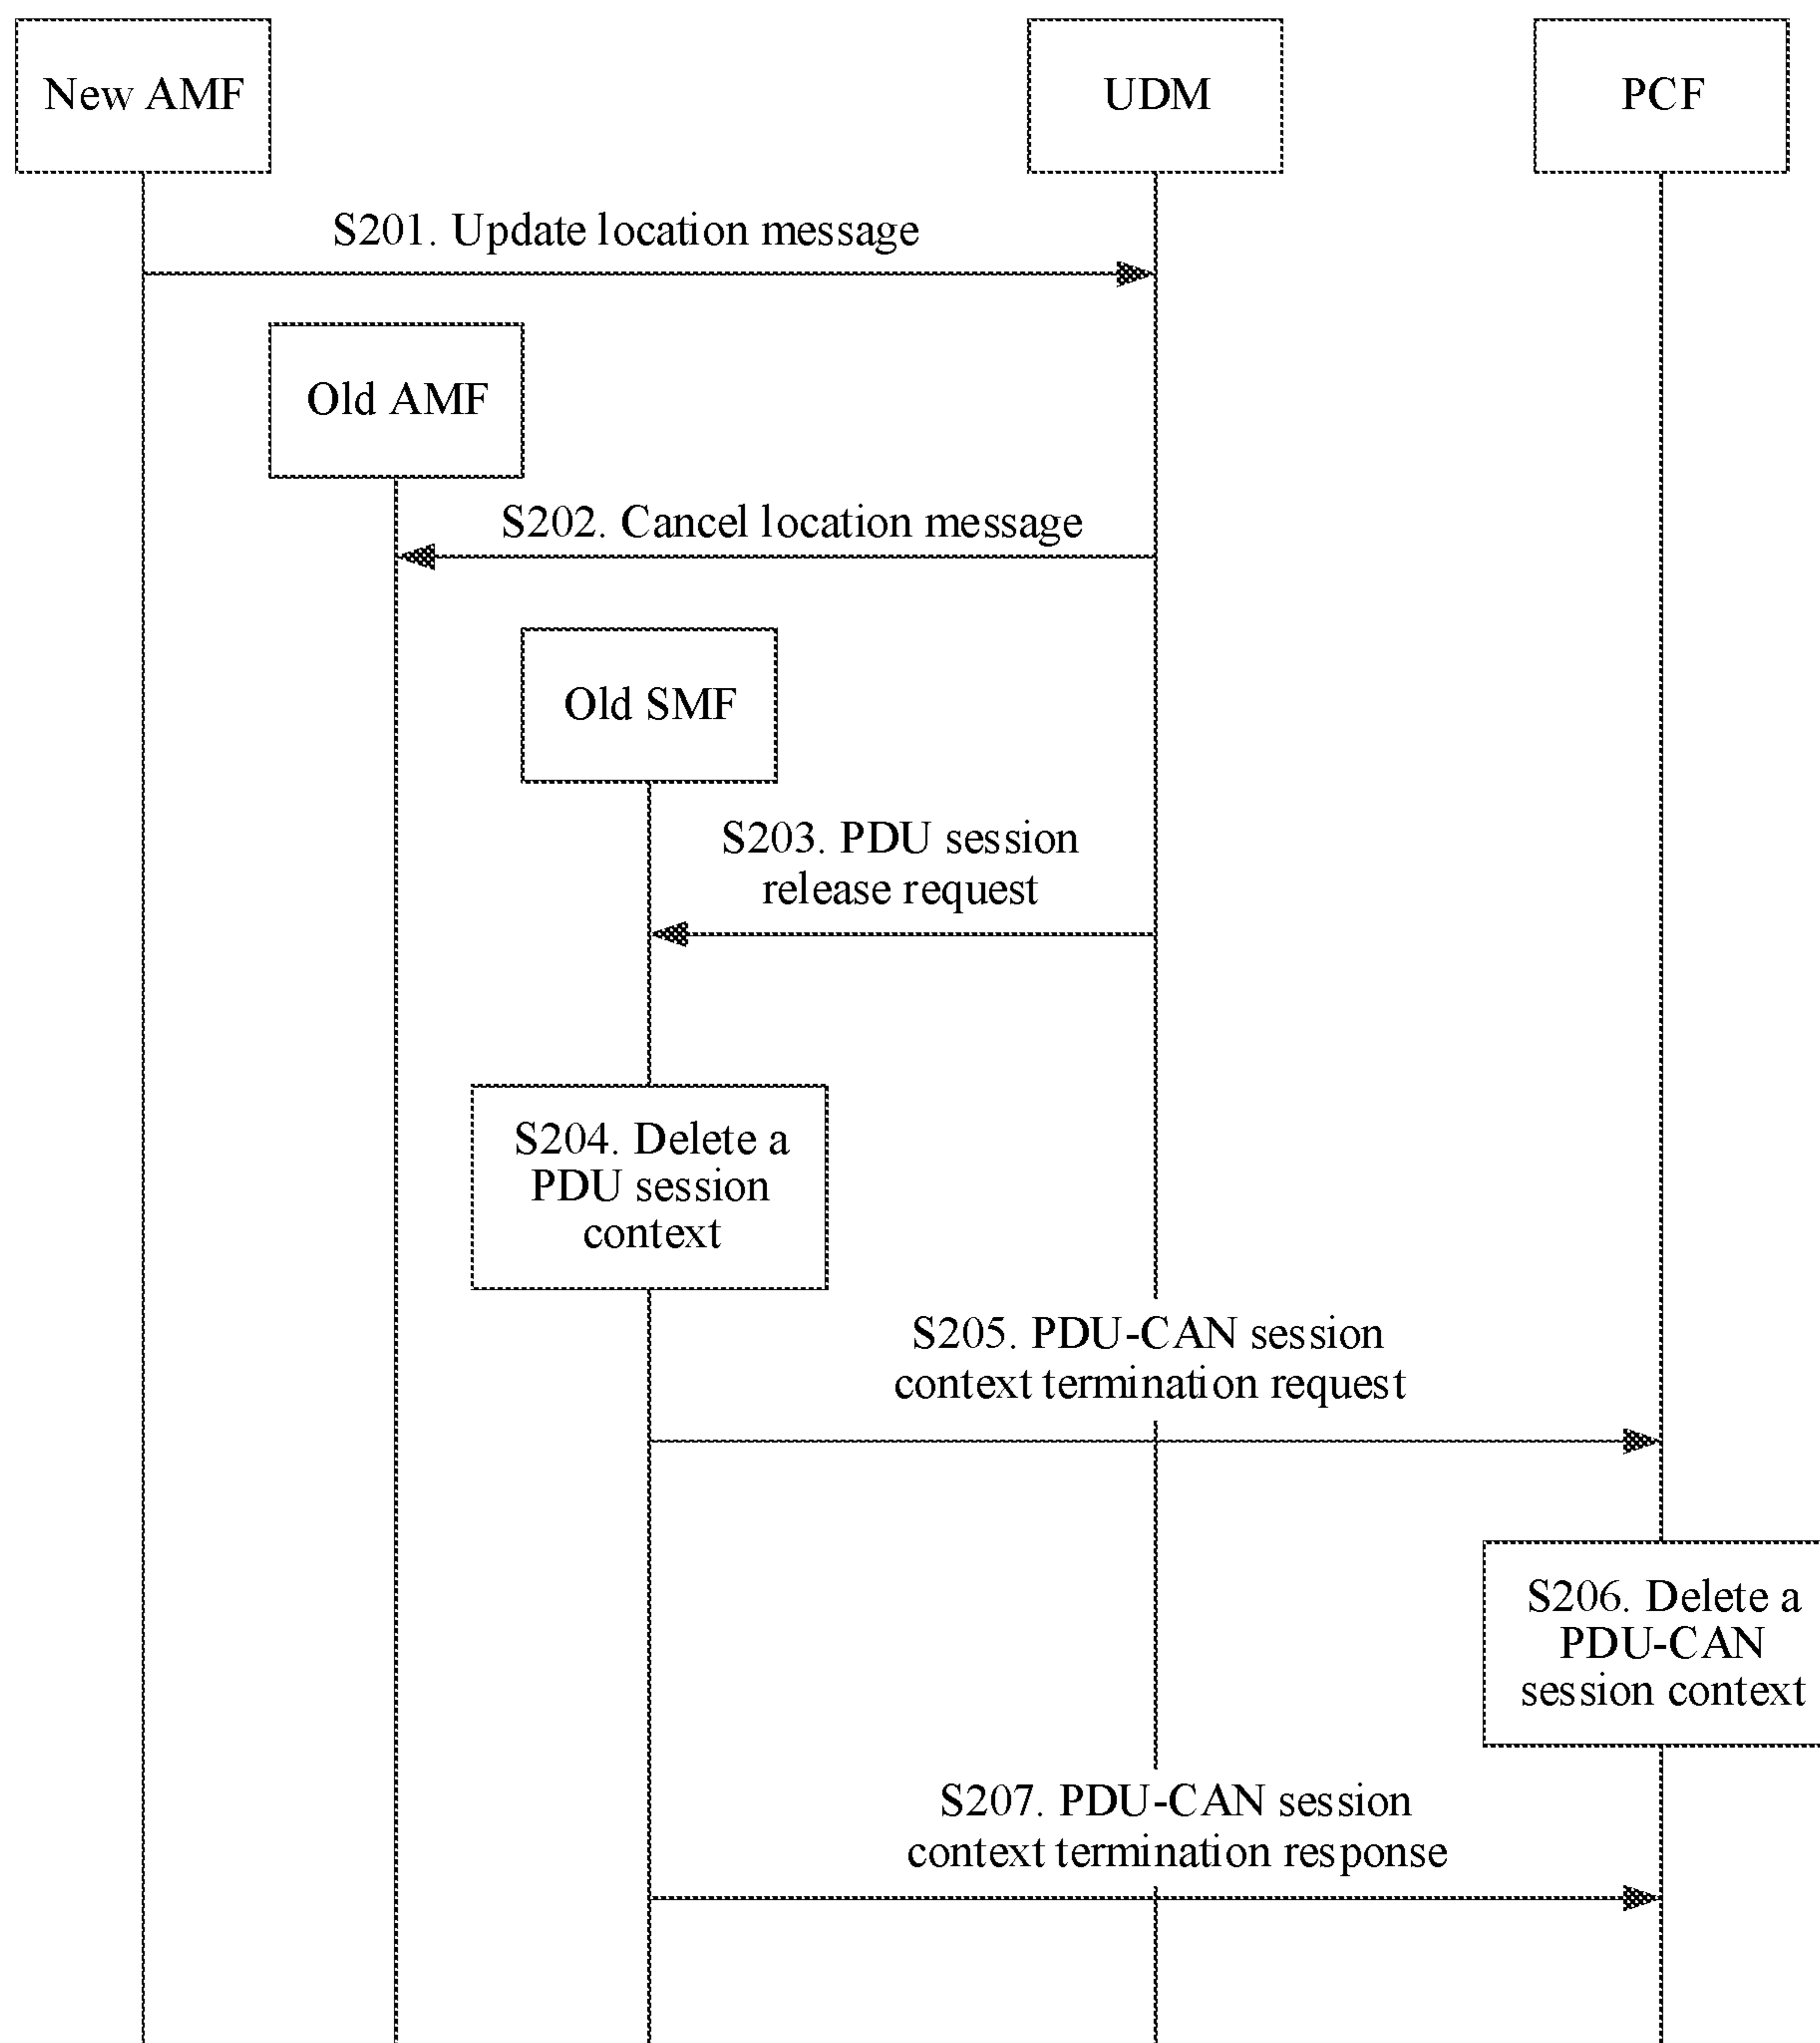 New AMF
UDM
PCF
S201. Update location message
Old AMF
S202. Cancel location message
Old SMF
S203. PDU session
release request
S204. Delete a
PDU session
context
S205. PDU-CAN session
context termination request
S206. Delete a
PDU-CAN
session context
S207. PDU-CAN session
context termination response